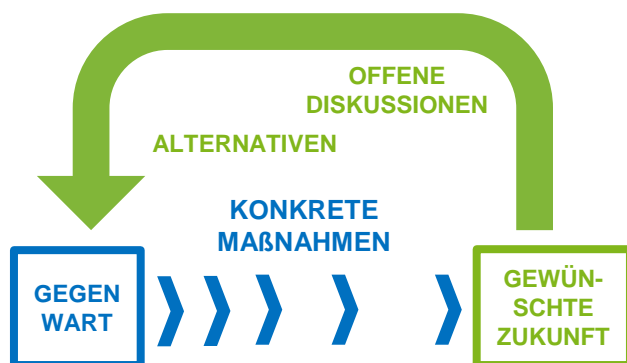 OFFENE
DISKUSSIONEN
ALTERNATIVEN
KONKRETE
MAßNAHMEN
GEGEN
WART
GEWÜN-
SCHTE
ZUKUNFT